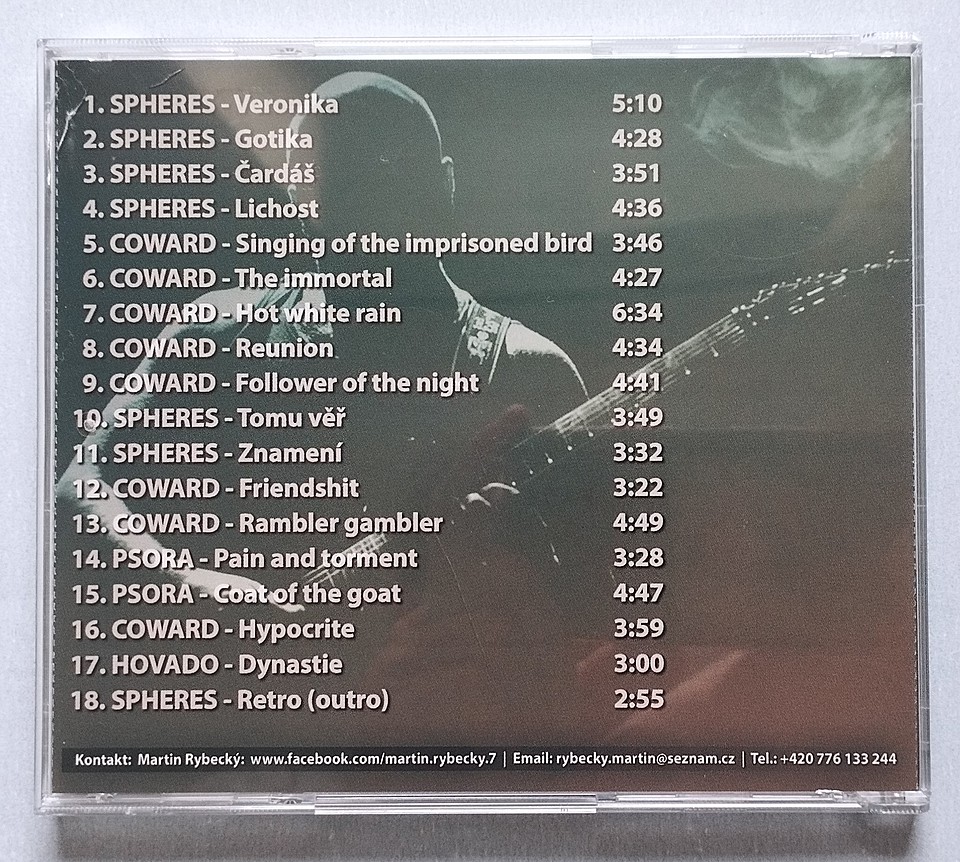 1. SPHERES - Veronika 5:10
2. SPHERES - Gotika 4:28
3. SPHERES - Čardáš 3:51
4. SPHERES - Lichost 4:36
5. COWARD - Singing of the imprisoned bird 3:46
6. COWARD - The immortal 4:27
7. COWARD - Hot white rain 6:34
8. COWARD - Reunion 4:34
9. COWARD - Follower of the night 4:41
10. SPHERES - Tomu věř 3:49
11. SPHERES - Znamení 3:32
12. COWARD - Friendshit 3:22
13. COWARD - Rambler gambler 4:49
14. PSORA - Pain and torment 3:28
15. PSORA - Coat of the goat 4:47
16. COWARD - Hypocrite 3:59
17. HOVADO - Dynastie 3:00
18. SPHERES - Retro (outro) 2:55
Kontakt: Martin Rybecký: www.facebook.com/martin.rybecky.7 | Email: rybecky.martin@seznam.cz | Tel.: +420 776 133 244